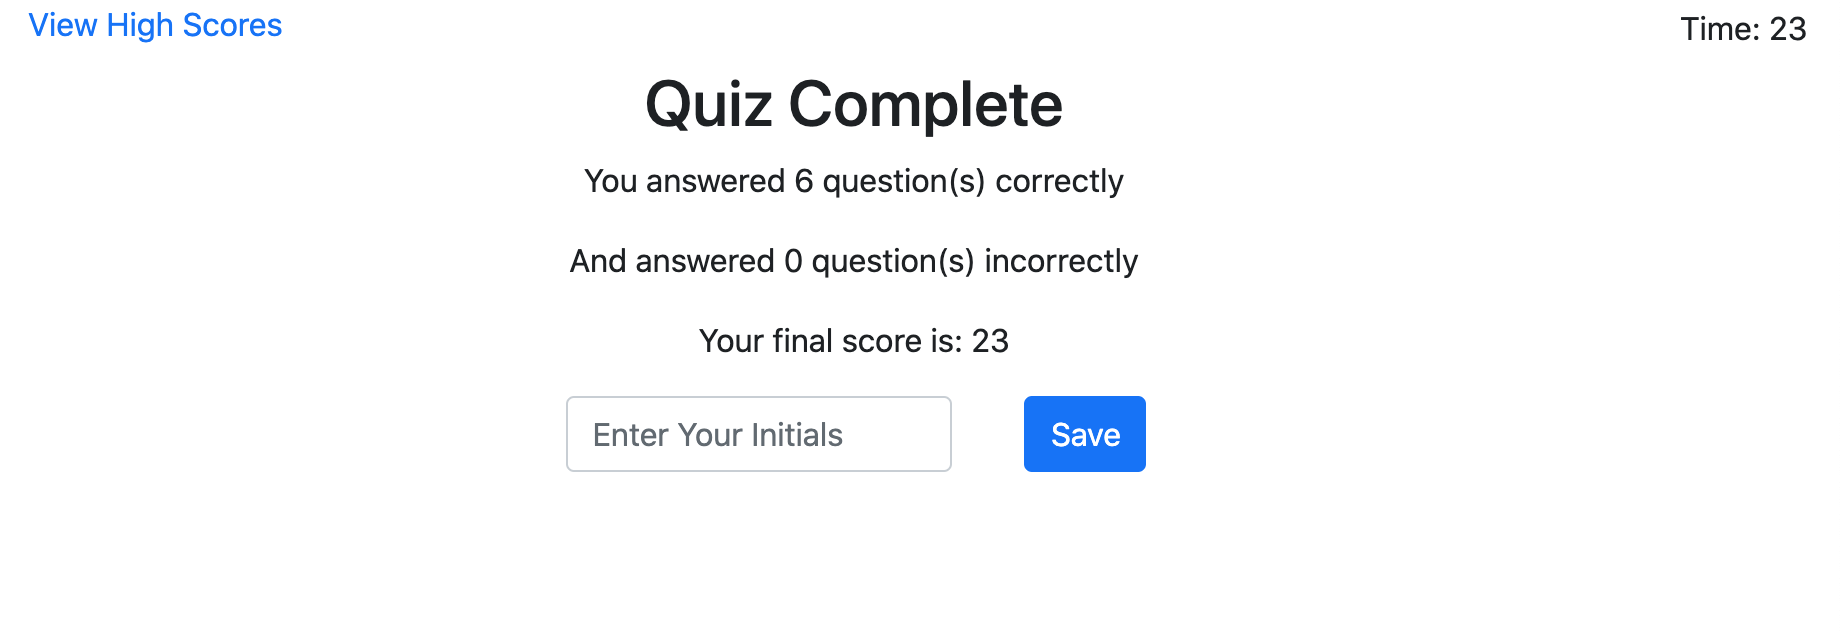 View High Scores
Time: 23
Quiz Complete
You answered 6 question(s) correctly
And answered 0 question(s) incorrectly
Your final score is: 23
Enter Your Initials
Save